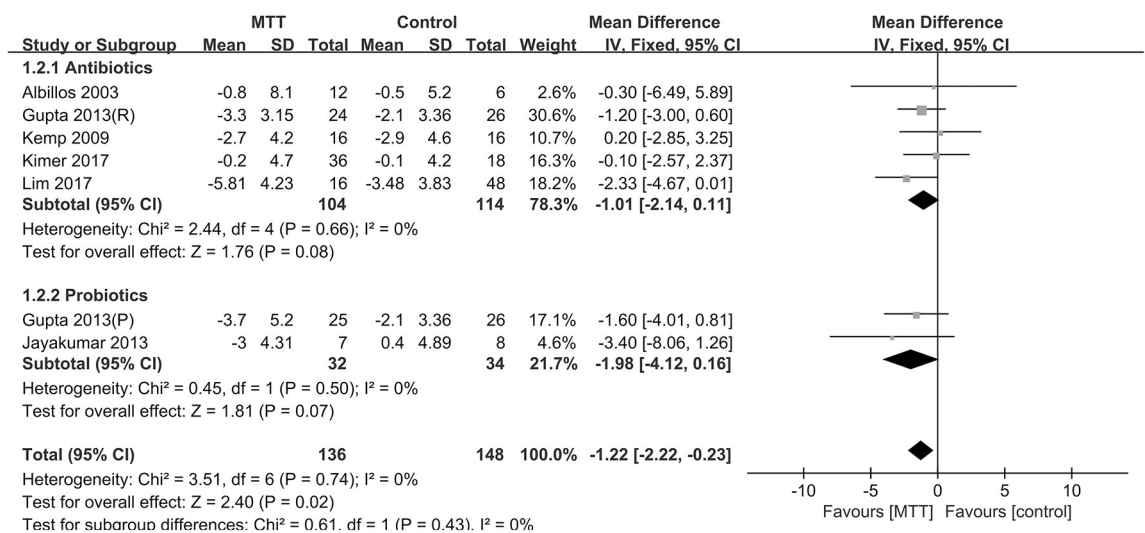 MTT Control Mean Difference Mean Difference
Study or Subgroup Mean SD Total Mean SD Total Weight IV, Fixed, 95% CI IV, Fixed, 95% CI
1.2.1 Antibiotics
Albillos 2003 -0.8 8.1 12 -0.5 5.2 6 2.6% -0.30 [-6.49, 5.89]
Gupta 2013(R) -3.3 3.15 24 -2.1 3.36 26 30.6% -1.20 [-3.00, 0.60]
Kemp 2009 -2.7 4.2 16 -2.9 4.6 16 10.7% 0.20 [-2.85, 3.25]
Kimer 2017 -0.2 4.7 36 -0.1 4.2 18 16.3% -0.10 [-2.57, 2.37]
Lim 2017 -5.81 4.23 16 -3.48 3.83 48 18.2% -2.33 [-4.67, 0.01]
Subtotal (95% CI) 104 114 78.3% -1.01 [-2.14, 0.11]
Heterogeneity: Chi² = 2.44, df = 4 (P = 0.66); I² = 0%
Test for overall effect: Z = 1.76 (P = 0.08)
1.2.2 Probiotics
Gupta 2013(P) -3.7 5.2 25 -2.1 3.36 26 17.1% -1.60 [-4.01, 0.81]
Jayakumar 2013 -3 4.31 7 0.4 4.89 8 4.6% -3.40 [-8.06, 1.26]
Subtotal (95% CI) 32 34 21.7% -1.98 [-4.12, 0.16]
Heterogeneity: Chi² = 0.45, df = 1 (P = 0.50); I² = 0%
Test for overall effect: Z = 1.81 (P = 0.07)
Total (95% CI) 136 148 100.0% -1.22 [-2.22, -0.23]
Heterogeneity: Chi² = 3.51, df = 6 (P = 0.74); I² = 0%
Test for overall effect: Z = 2.40 (P = 0.02)
Test for subgroup differences: Chi² = 0.61, df = 1 (P = 0.43), I² = 0%
-10 -5 0 5 10
Favours [MTT] Favours [control]